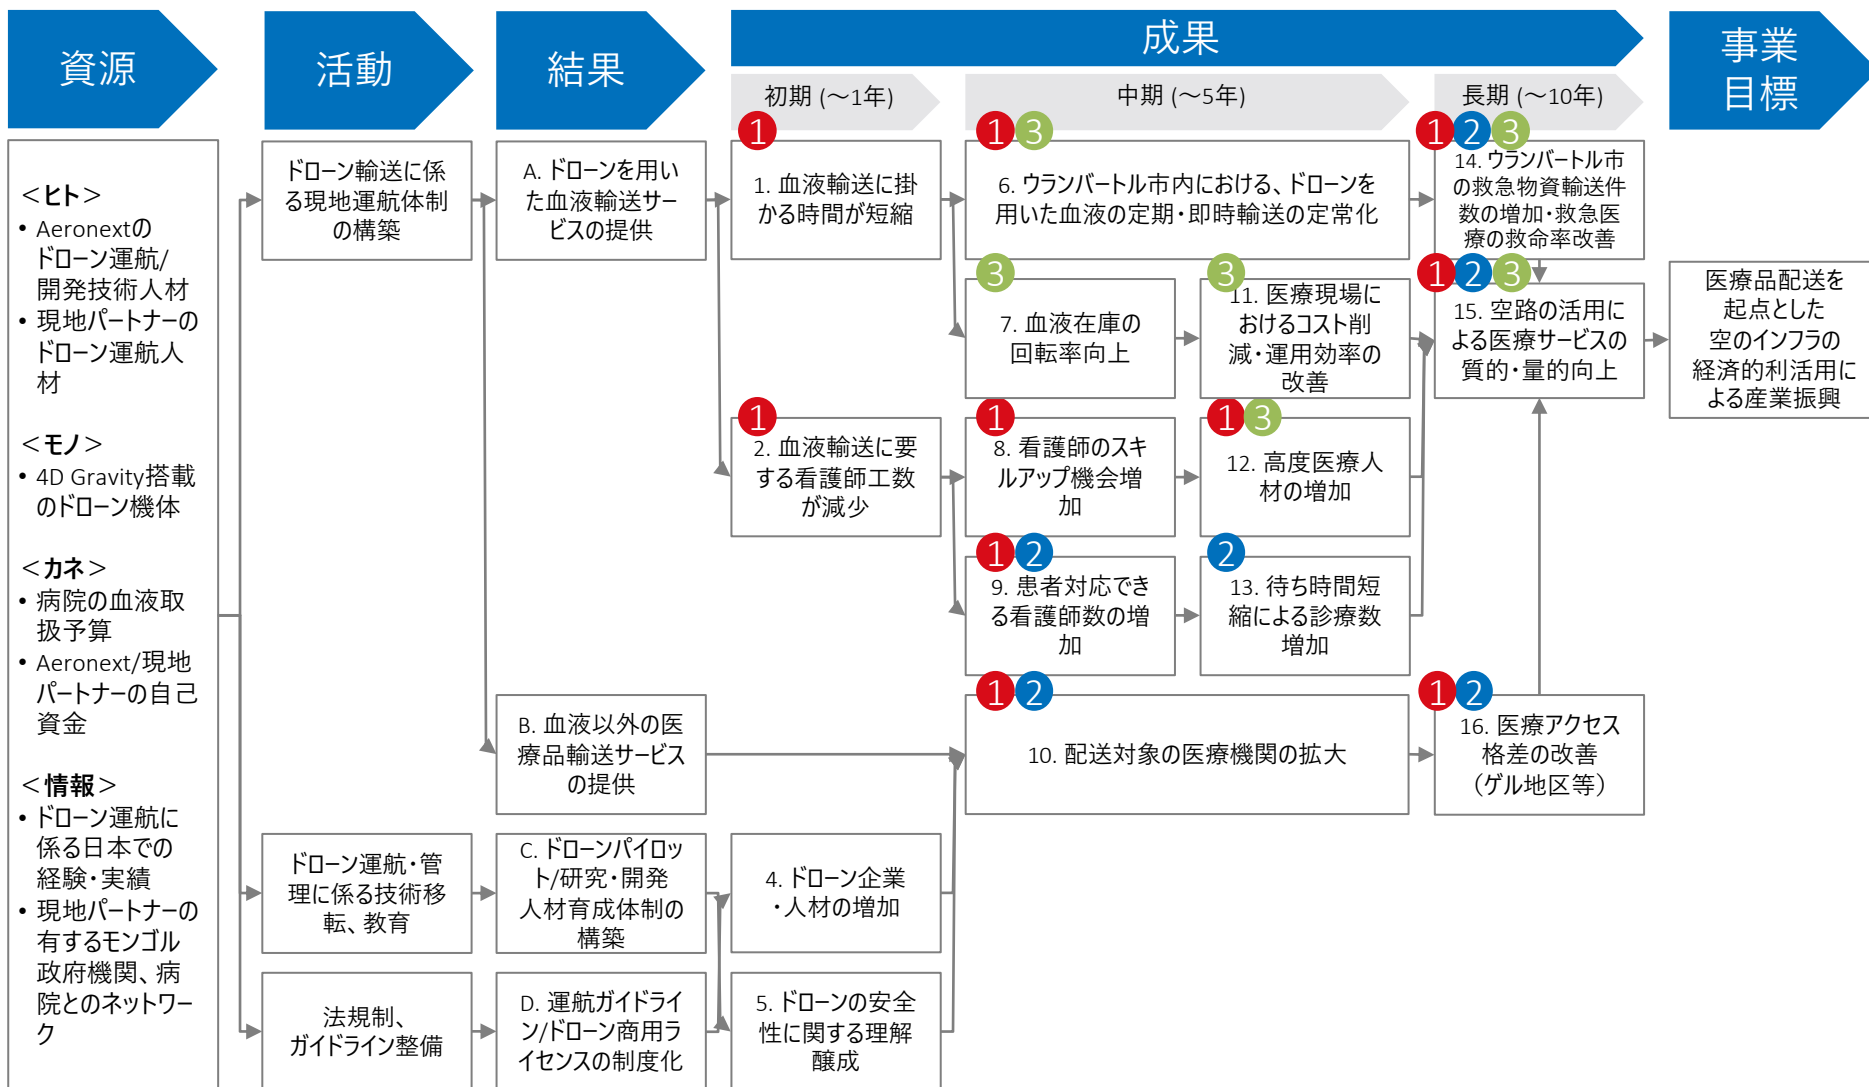 資源
活動
結果
成果
事業
目標
初期 (～1年)
中期 (～5年)
長期 (～10年)
＜ヒト＞
• Aeronextの
ドローン運航/
開発技術人材
• 現地パートナーの
ドローン運航人
材
＜モノ＞
• 4D Gravity搭載
のドローン機体
＜カネ＞
• 病院の血液取
扱予算
• Aeronext/現地
パートナーの自己
資金
＜情報＞
• ドローン運航に
係る日本での
経験・実績
• 現地パートナーの
有するモンゴル
政府機関、病
院とのネットワー
ク
ドローン輸送に係
る現地運航体制
の構築
ドローン運航・管
理に係る技術移
転、教育
法規制、
ガイドライン整備
A. ドローンを用い
た血液輸送サー
ビスの提供
B. 血液以外の医
療品輸送サービス
の提供
C. ドローンパイロッ
ト/研究・開発
人材育成体制の
構築
D. 運航ガイドライ
ン/ドローン商用ラ
イセンスの制度化
1
1. 血液輸送に掛
かる時間が短縮
1
2. 血液輸送に要
する看護師工数
が減少
4. ドローン企業
・人材の増加
5. ドローンの安全
性に関する理解
醸成
1 3
6. ウランバートル市内における、ドローンを
用いた血液の定期・即時輸送の定常化
3
7. 血液在庫の
回転率向上
3
11. 医療現場に
おけるコスト削
減・運用効率の
改善
1
8. 看護師のスキ
ルアップ機会増
加
1 3
12. 高度医療人
材の増加
1 2
9. 患者対応でき
る看護師数の増
加
2
13. 待ち時間短
縮による診療数
増加
1 2
10. 配送対象の医療機関の拡大
1 2 3
14. ウランバートル市
の救急物資輸送件
数の増加・救急医
療の救命率改善
1 2 3
15. 空路の活用に
よる医療サービスの
質的・量的向上
1 2
16. 医療アクセス
格差の改善
（ゲル地区等）
医療品配送を
起点とした
空のインフラの
経済的利活用に
よる産業振興